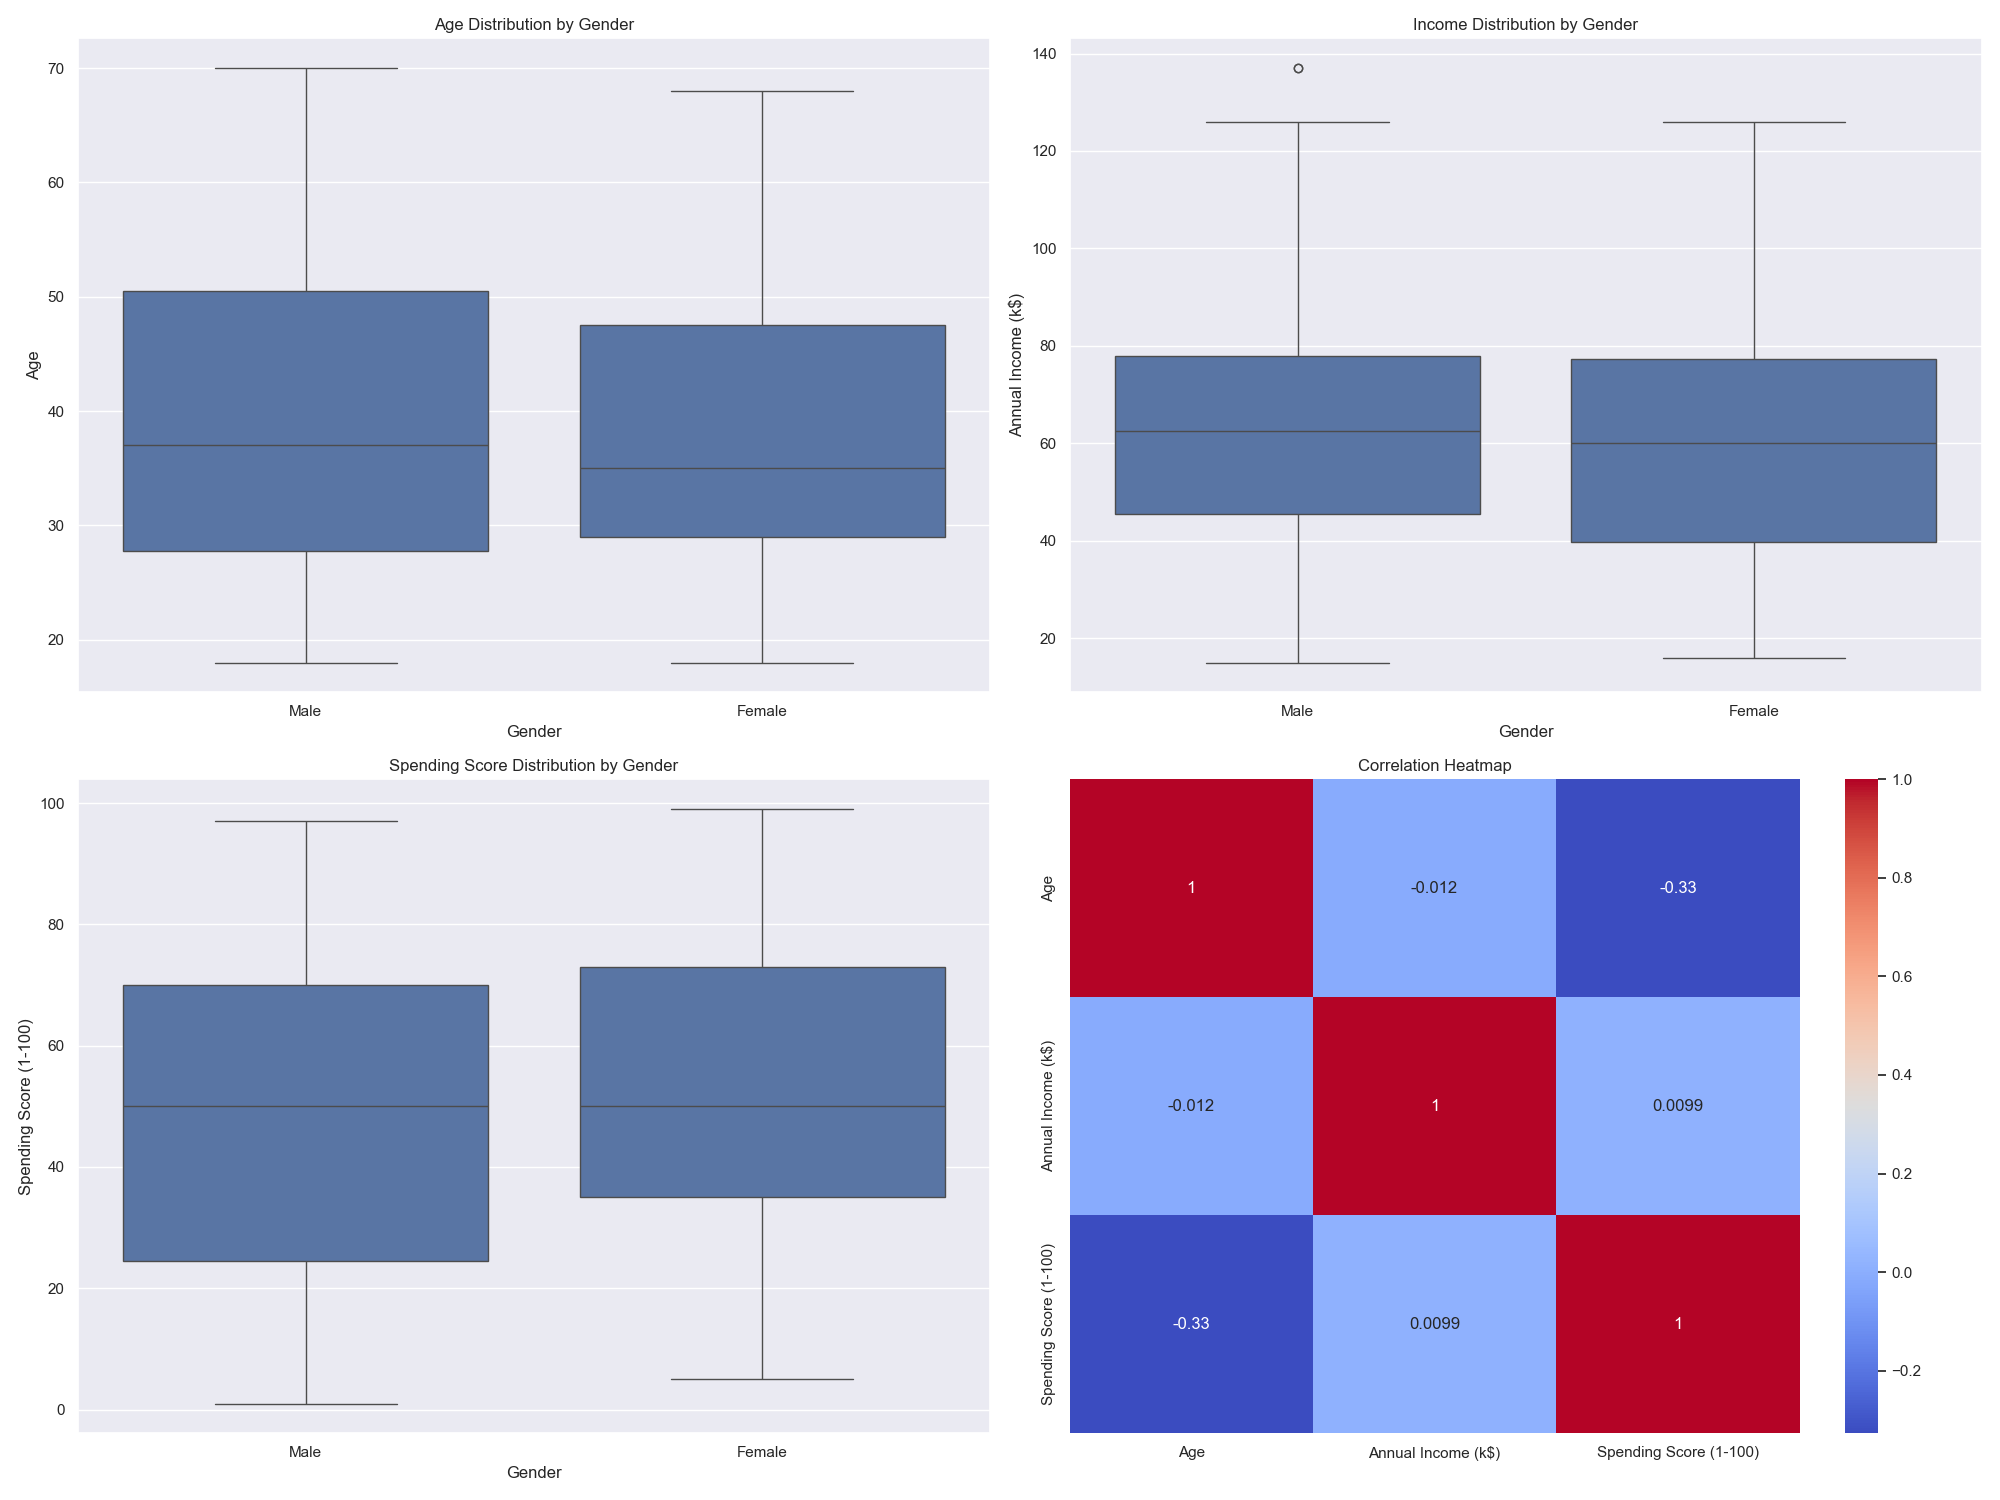 Age Distribution by Gender
70
60
50
40
30
20
Age
Male
Female
Gender
Income Distribution by Gender
140
120
100
80
60
40
20
Annual Income (k$)
Male
Female
Gender
Spending Score Distribution by Gender
100
80
60
40
20
0
Spending Score (1-100)
Male
Female
Gender
Correlation Heatmap
Age
1
-0.012
-0.33
Annual Income (k$)
-0.012
1
0.0099
Spending Score (1-100)
-0.33
0.0099
1
Age
Annual Income (k$)
Spending Score (1-100)
1.0
0.8
0.6
0.4
0.2
0.0
−0.2